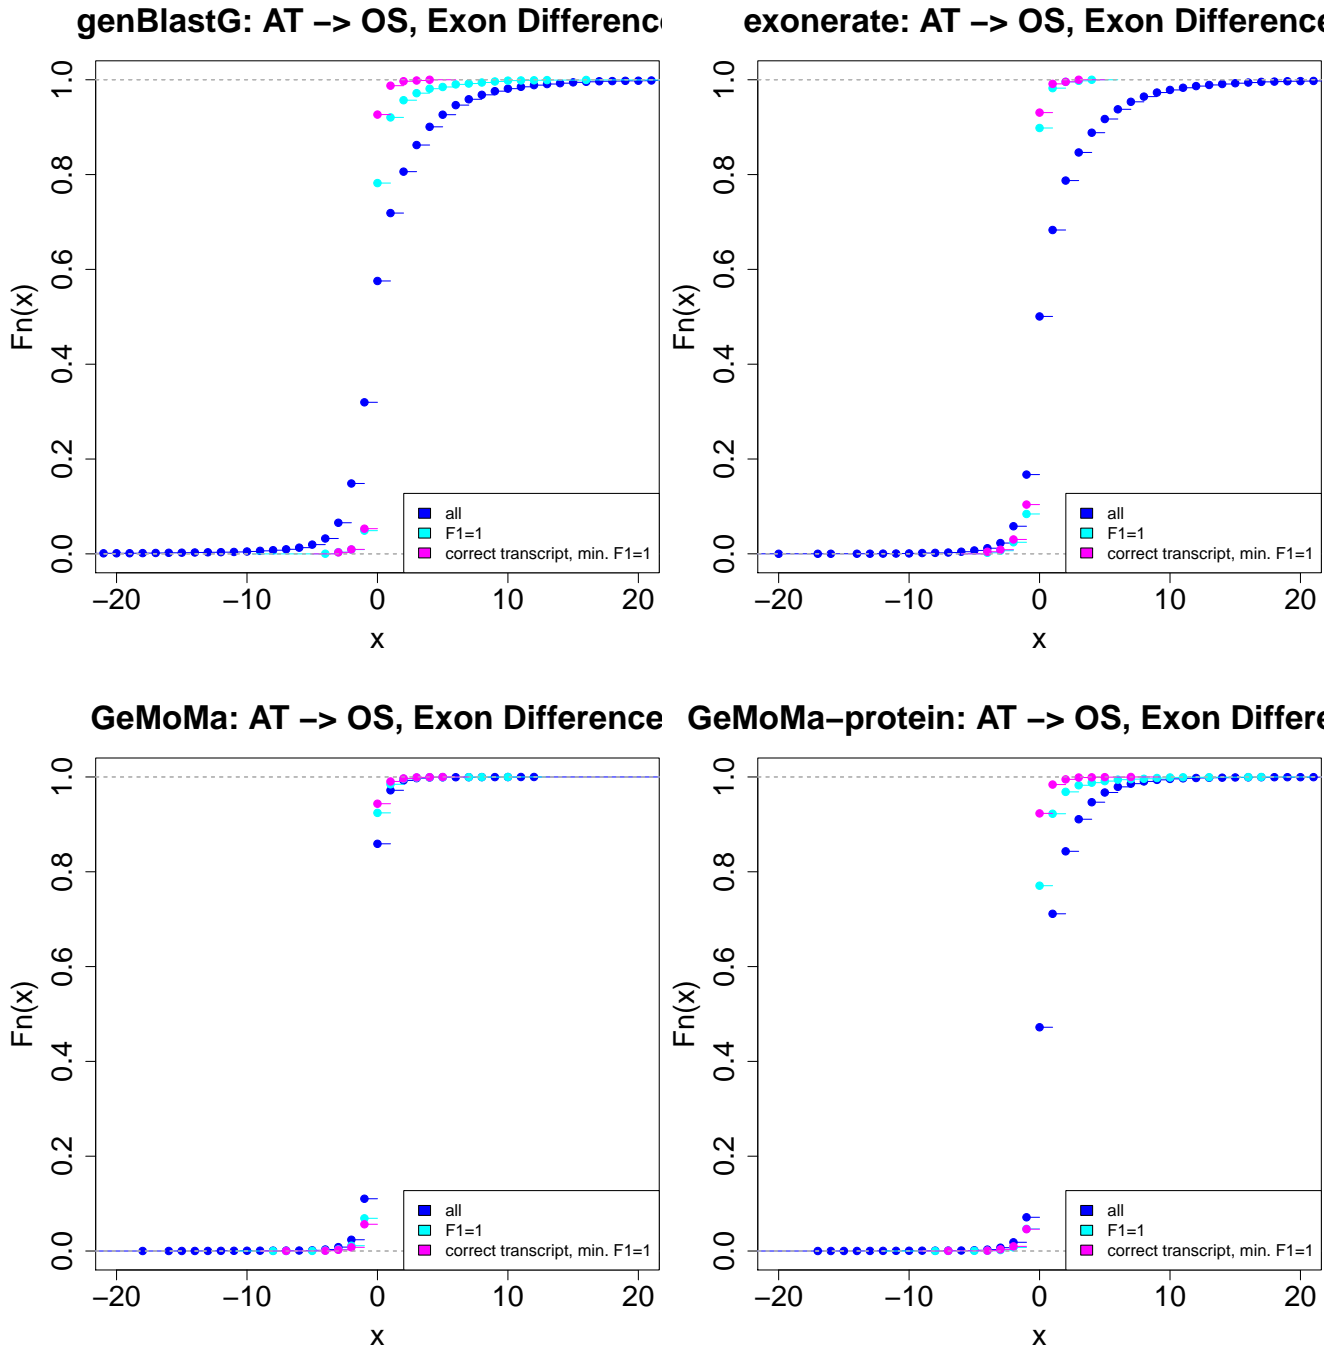 genBlastG: AT −> OS, Exon Difference
1.0
0.8
0.6
0.4
0.2
0.0
Fn(x)
all
F1=1
correct transcript, min. F1=1
−20 −10 0 10 20
x
exonerate: AT −> OS, Exon Difference
1.0
0.8
0.6
0.4
0.2
0.0
Fn(x)
all
F1=1
correct transcript, min. F1=1
−20 −10 0 10 20
x
GeMoMa: AT −> OS, Exon Difference
1.0
0.8
0.6
0.4
0.2
0.0
Fn(x)
all
F1=1
correct transcript, min. F1=1
−20 −10 0 10 20
x
GeMoMa−protein: AT −> OS, Exon Differe
1.0
0.8
0.6
0.4
0.2
0.0
Fn(x)
all
F1=1
correct transcript, min. F1=1
−20 −10 0 10 20
x